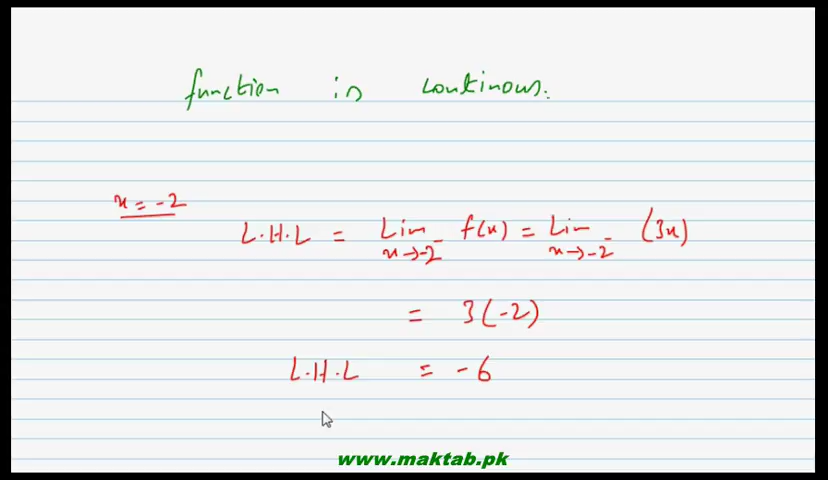 function is continous.
x = -2
L.H.L = Lim f(x) = Lim (3x)
x→-2⁻ x→-2⁻
= 3(-2)
L.H.L = -6
www.maktab.pk